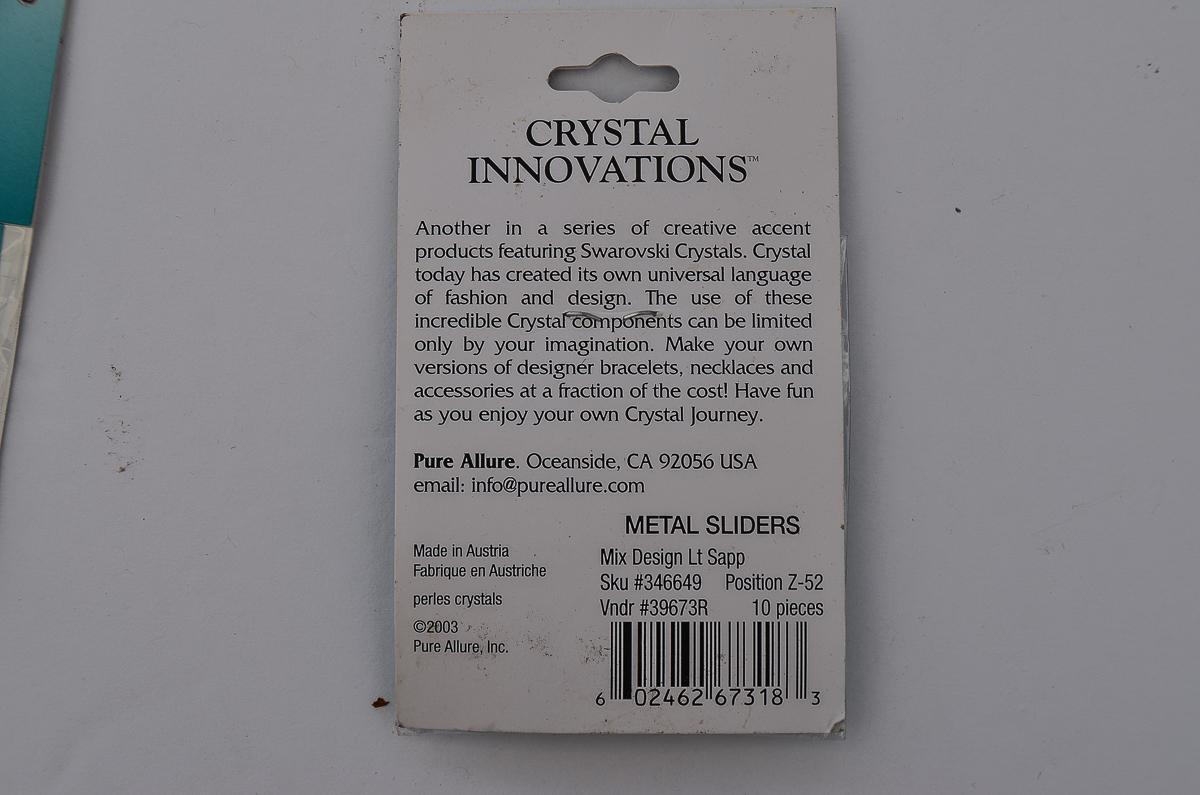 CRYSTAL
INNOVATIONS™
Another in a series of creative accent
products featuring Swarovski Crystals. Crystal
today has created its own universal language
of fashion and design. The use of these
incredible Crystal components can be limited
only by your imagination. Make your own
versions of designer bracelets, necklaces and
accessories at a fraction of the cost! Have fun
as you enjoy your own Crystal Journey.
Pure Allure. Oceanside, CA 92056 USA
email: info@pureallure.com
METAL SLIDERS
Made in Austria
Fabrique en Austriche
perles crystals
©2003
Pure Allure, Inc.
Mix Design Lt Sapp
Sku #346649 Position Z-52
Vndr #39673R 10 pieces
6 02462 67318 3